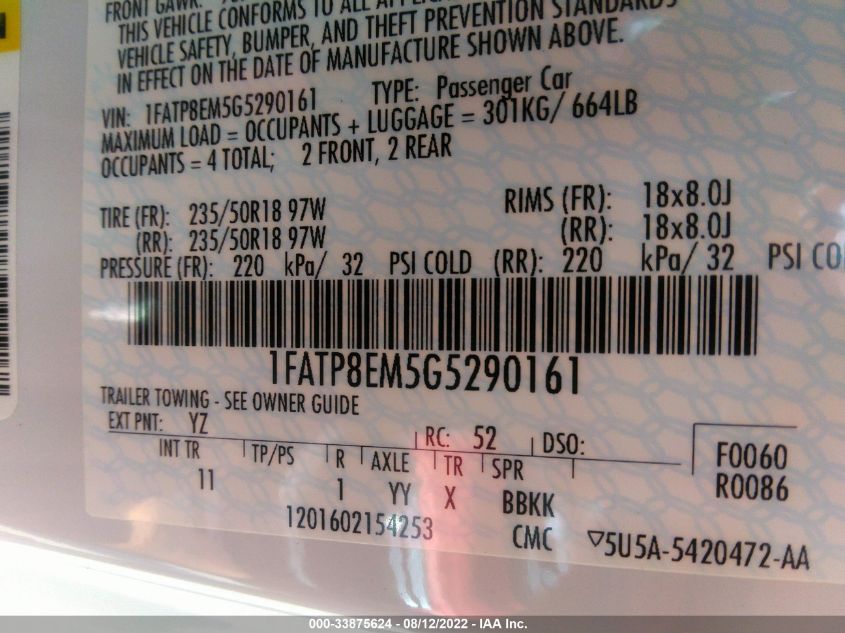 FRONT GAWR:
THIS VEHICLE CONFORMS TO ALL APPLICABLE
VEHICLE SAFETY, BUMPER, AND THEFT PREVENTION STANDARDS
IN EFFECT ON THE DATE OF MANUFACTURE SHOWN ABOVE.
VIN: 1FATP8EM5G5290161 TYPE: Passenger Car
MAXIMUM LOAD = OCCUPANTS + LUGGAGE = 301KG/ 664LB
OCCUPANTS = 4 TOTAL; 2 FRONT, 2 REAR
TIRE (FR): 235/50R18 97W RIMS (FR): 18x8.0J
(RR): 235/50R18 97W (RR): 18x8.0J
PRESSURE (FR): 220 kPa/ 32 PSI COLD (RR): 220 kPa/ 32 PSI CO
1FATP8EM5G5290161
TRAILER TOWING - SEE OWNER GUIDE
EXT PNT: YZ RC: 52 DSO:
INT TR TP/PS R AXLE TR SPR F0060
11 1 YY X BBKK R0086
1201602154253 CMC ▽5U5A-5420472-AA
000-33875624 - 08/12/2022 - IAA Inc.